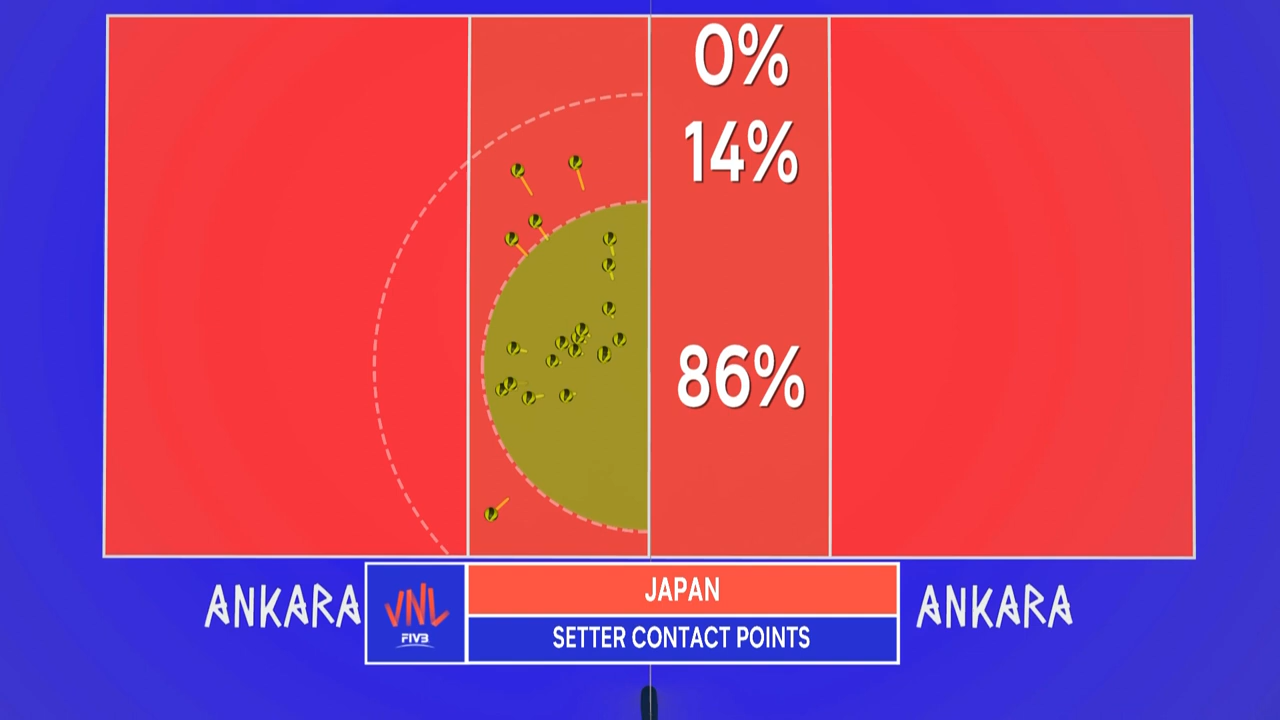 0%
14%
86%
ANKARA
VNL
FIVB
JAPAN
SETTER CONTACT POINTS
ANKARA